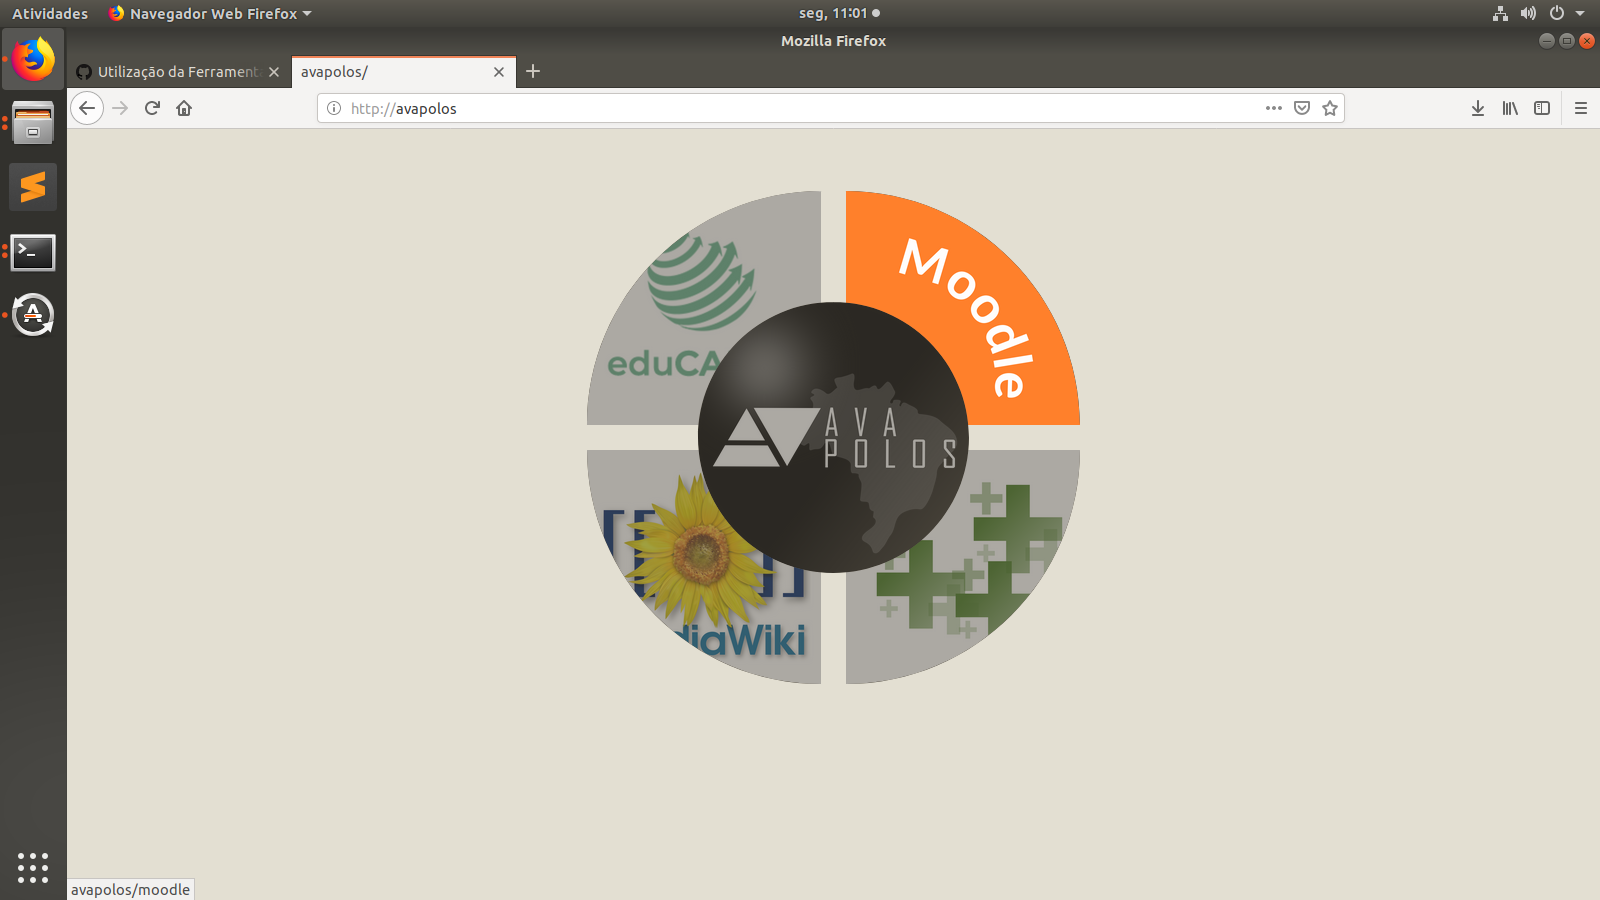 Atividades
Navegador Web Firefox
seg, 11:01
Mozilla Firefox
Utilização da Ferrament
avapolos/
http://avapolos
Moodle
eduCA
AVA
POLOS
[[
]]
diaWiki
avapolos/moodle